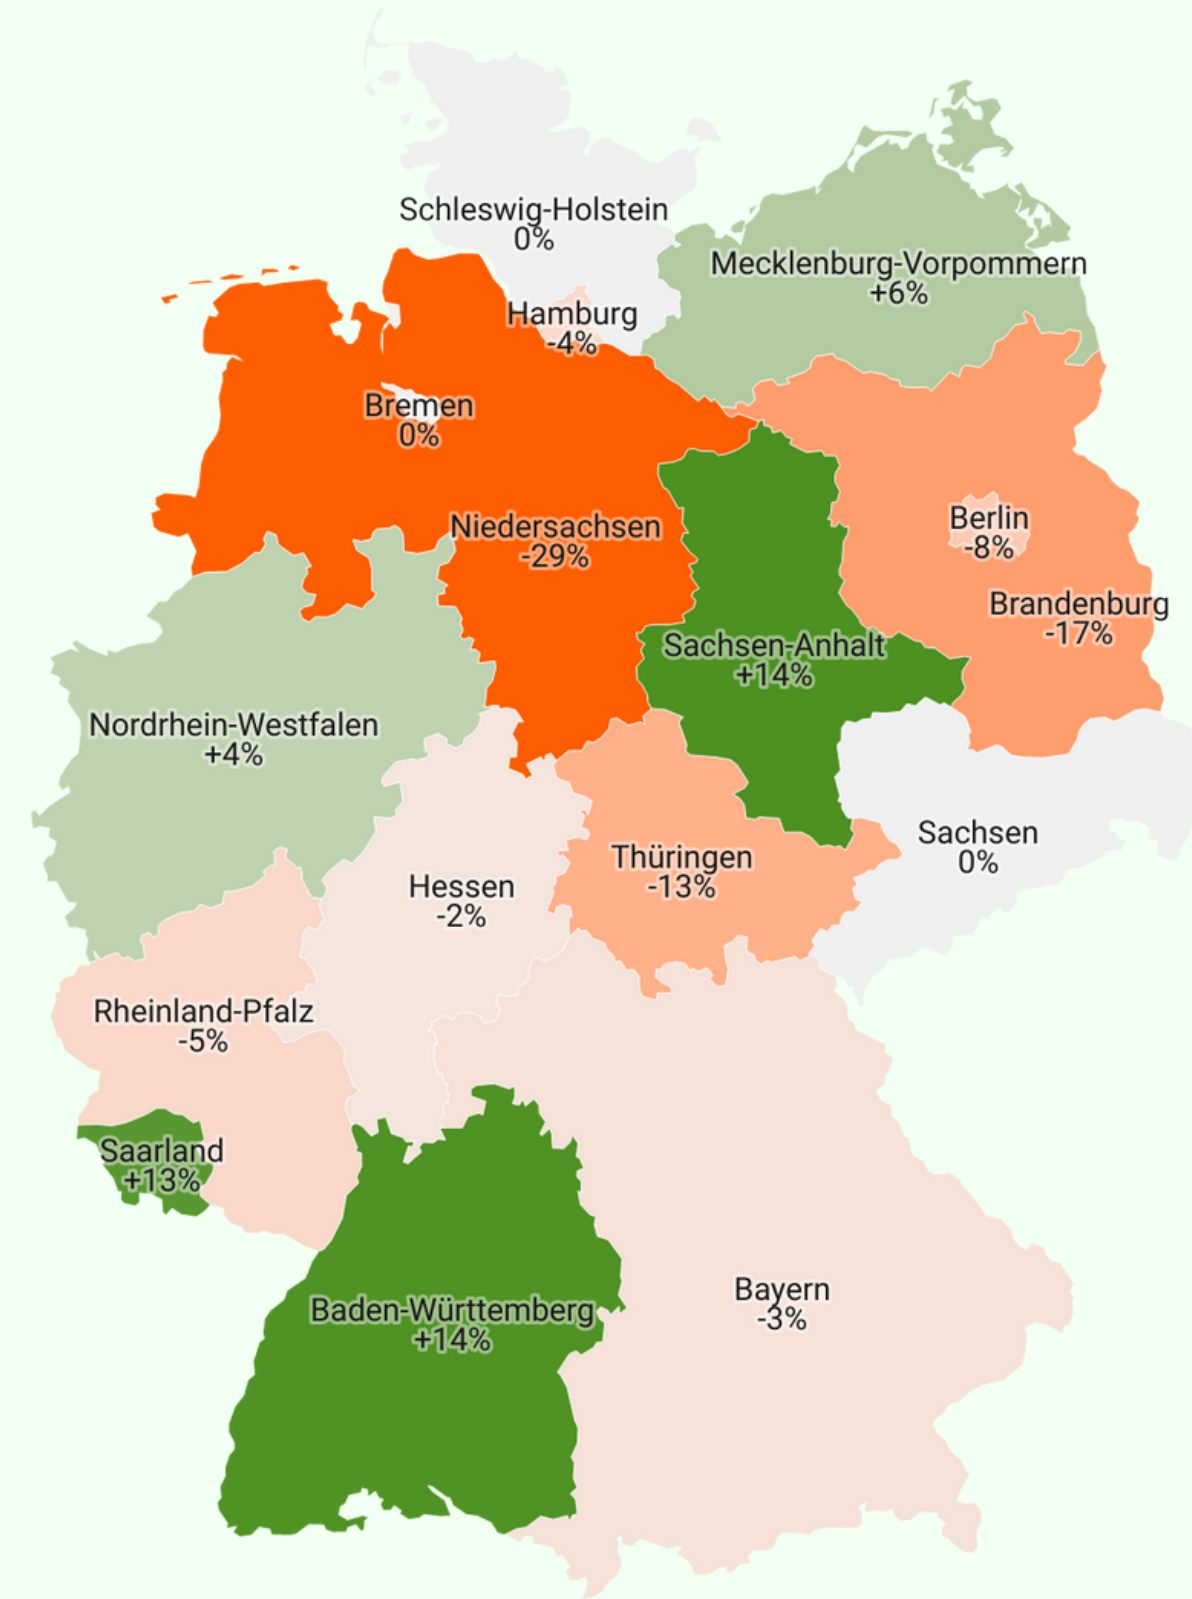 Schleswig-Holstein
0%
Mecklenburg-Vorpommern
+6%
Hamburg
-4%
Bremen
0%
Niedersachsen
-29%
Berlin
-8%
Brandenburg
-17%
Sachsen-Anhalt
+14%
Nordrhein-Westfalen
+4%
Sachsen
0%
Thüringen
-13%
Hessen
-2%
Rheinland-Pfalz
-5%
Saarland
+13%
Bayern
-3%
Baden-Württemberg
+14%